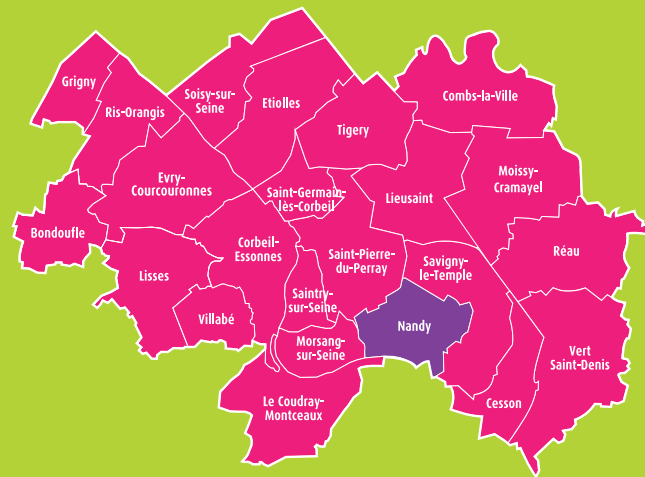 Grigny
Ris-Orangis
Soisy-sur-
Seine
Etiolles
Tigery
Combs-la-Ville
Evry-
Courcouronnes
Saint-Germain-
lès-Corbeil
Lieusaint
Moissy-
Cramayel
Bondoufle
Lisses
Corbeil-
Essonnes
Saint-Pierre-
du-Perray
Savigny-
le-Temple
Réau
Villabé
Saintry-
sur-Seine
Nandy
Morsang-
sur-Seine
Vert
Saint-Denis
Le Coudray-
Montceaux
Cesson